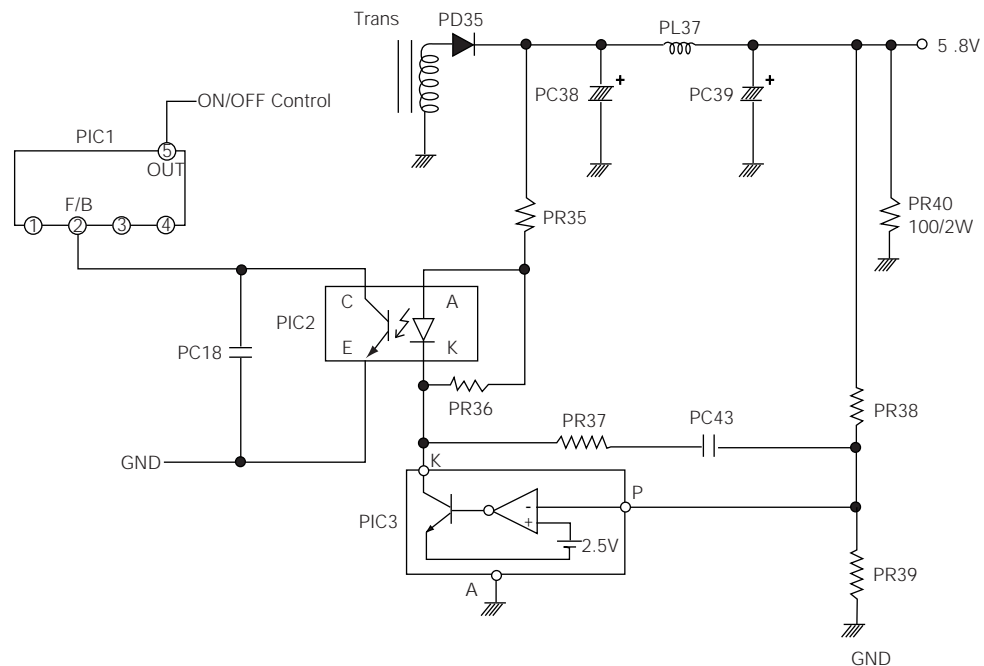 Trans
PD35
PL37
5 .8V
PC38
+
PC39
+
ON/OFF Control
PIC1
5
OUT
F/B
1 2 3 4
PR35
PR40
100/2W
C
A
PIC2
E
K
PC18
PR36
PR37
PC43
PR38
GND
K
P
PIC3
-
+
2.5V
A
PR39
GND